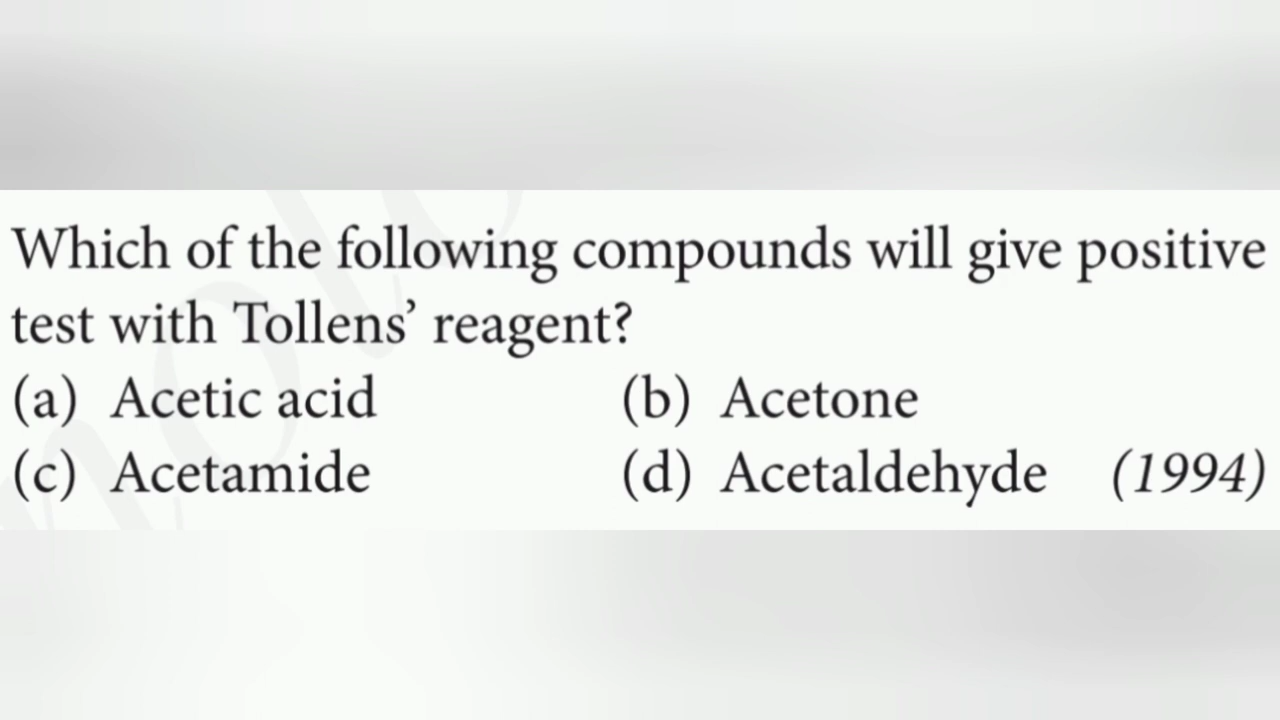 Which of the following compounds will give positive
test with Tollens’ reagent?
(a) Acetic acid (b) Acetone
(c) Acetamide (d) Acetaldehyde (1994)